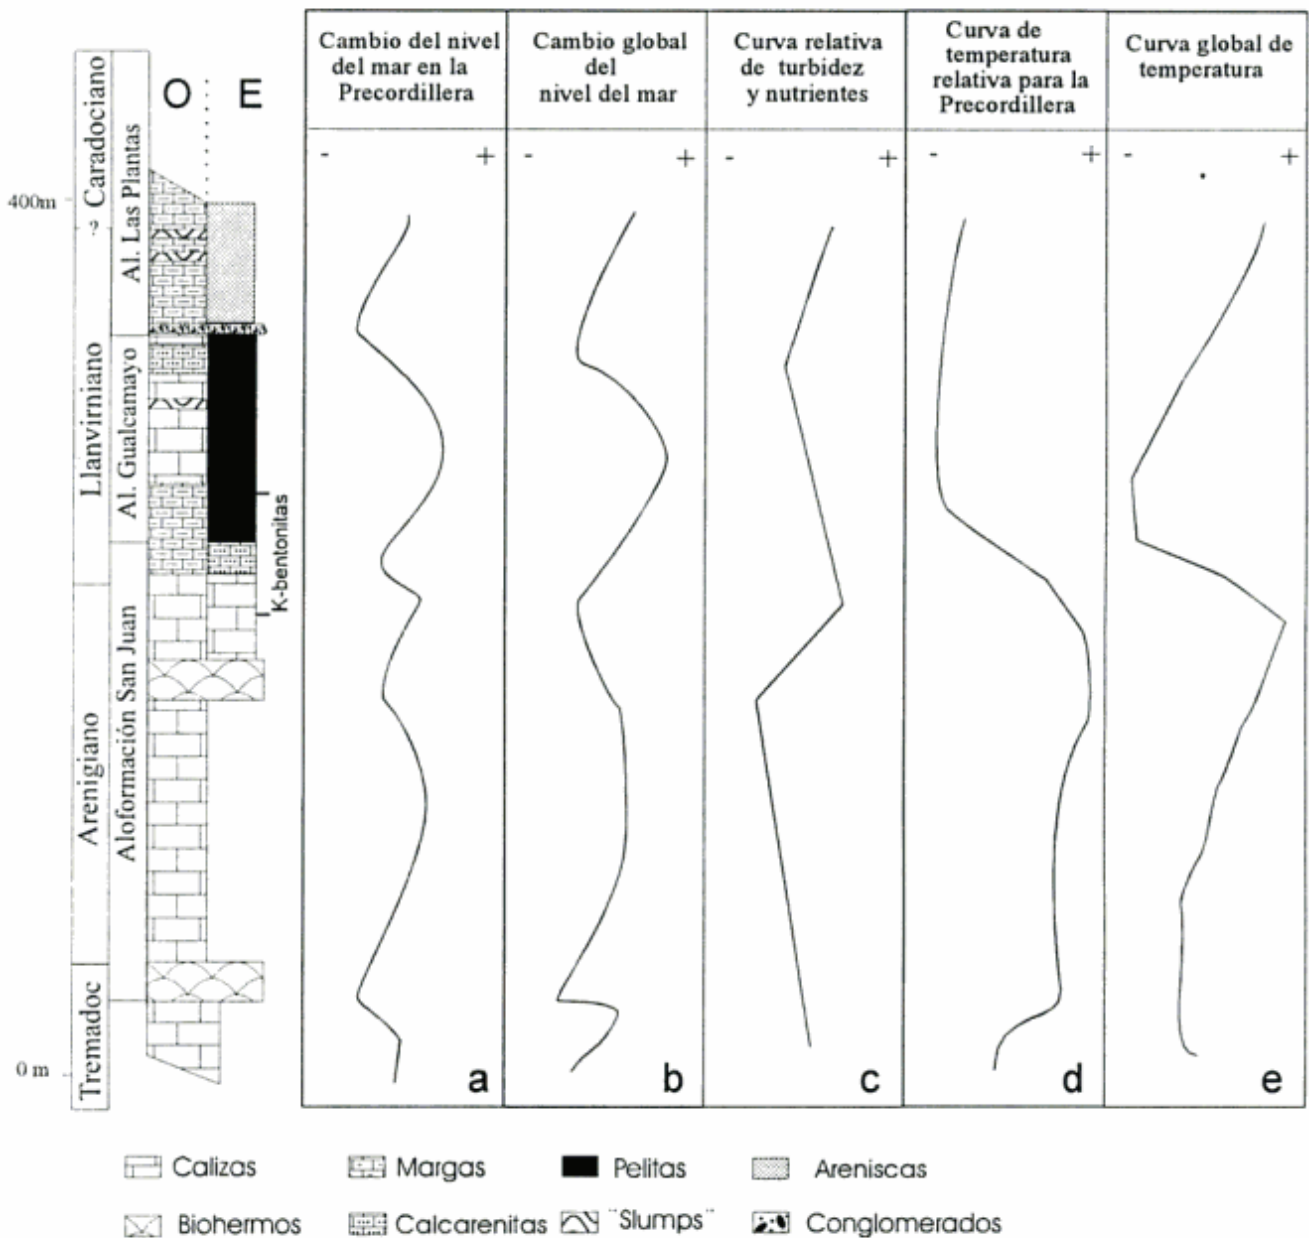 Cambio del nivel
del mar en la
Precordillera
Cambio global
del
nivel del mar
Curva relativa
de turbidez
y nutrientes
Curva de
temperatura
relativa para la
Precordillera
Curva global de
temperatura
- +
- +
- +
- +
- +
O E
400m
?
0 m
Caradociano
Llanvirniano
Arenigiano
Tremadoc
Al. Las Plantas
Al. Gualcamayo
Aloformación San Juan
K-bentonitas
a
b
c
d
e
Calizas
Margas
Pelitas
Areniscas
Biohermos
Calcarenitas
¨Slumps¨
Conglomerados